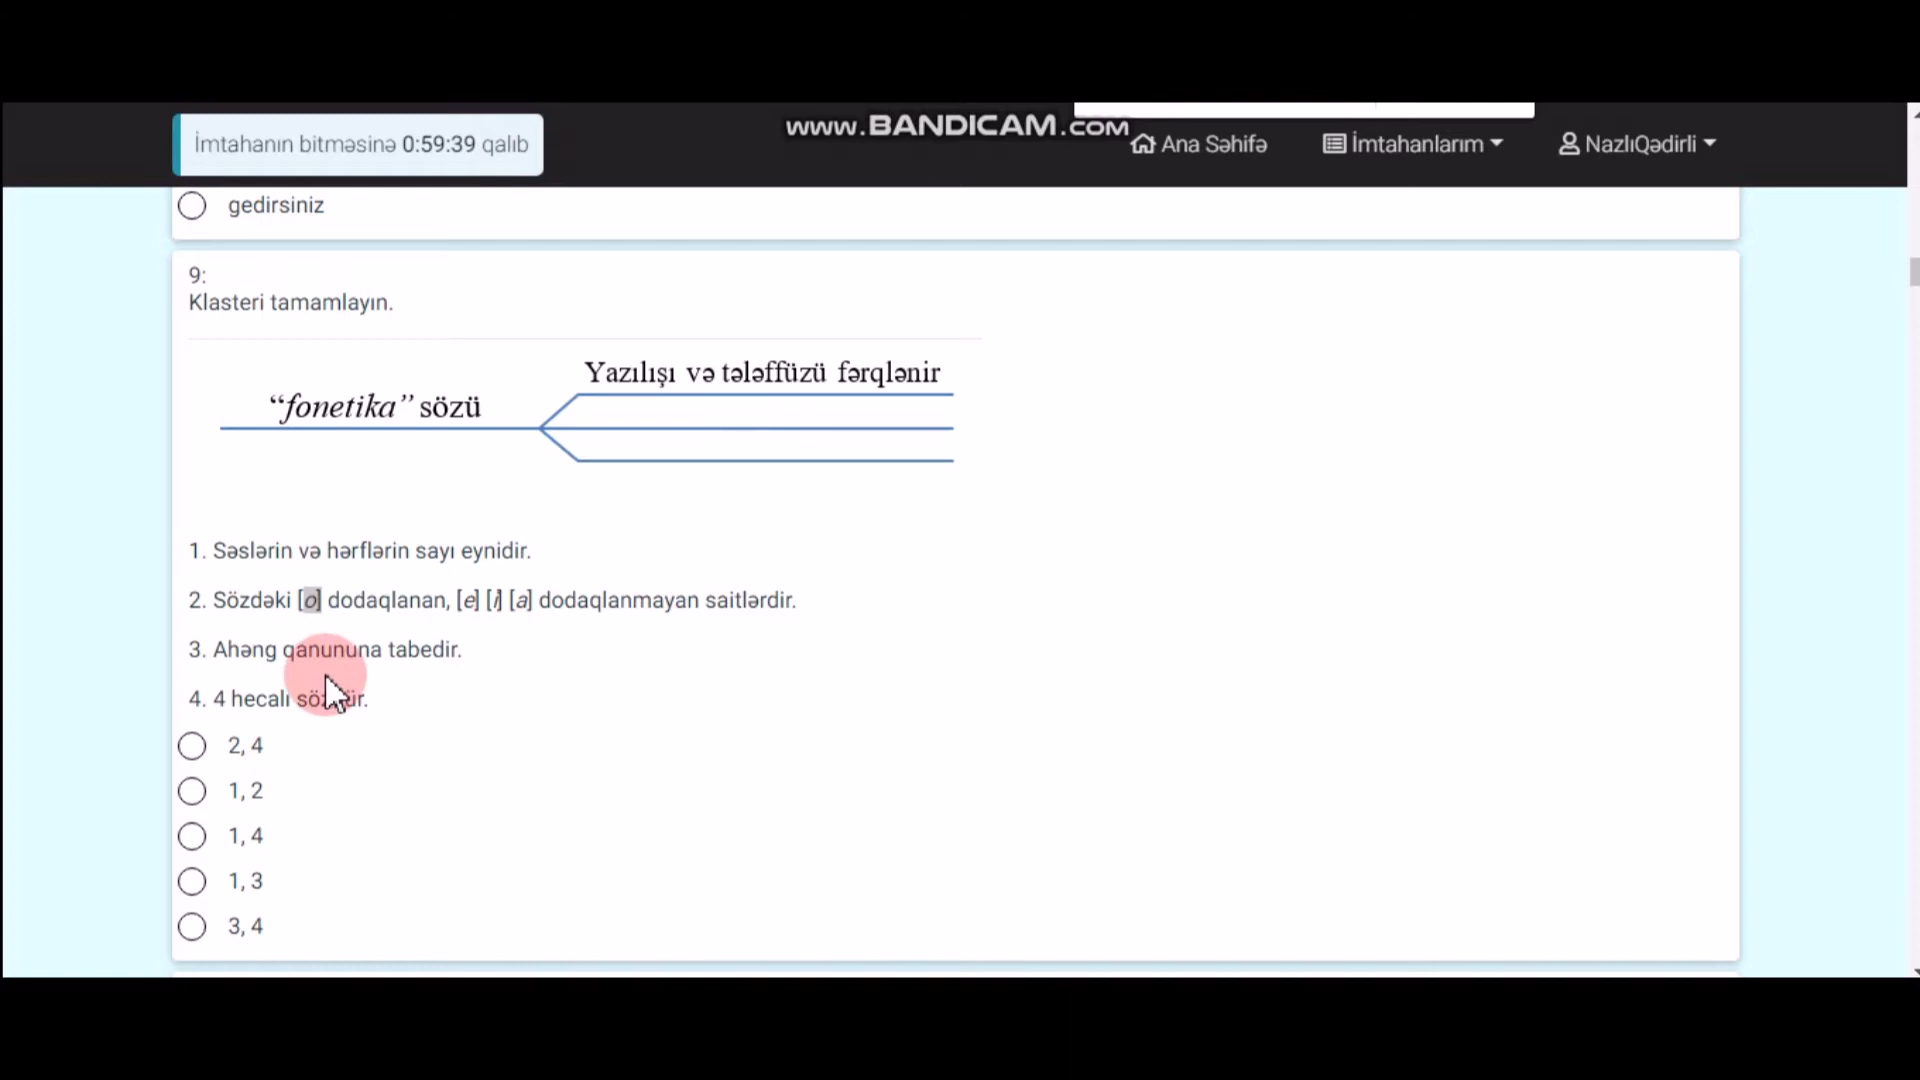 www.BANDICAM.com
İmtahanın bitməsinə 0:59:39 qalıb
Ana Səhifə
İmtahanlarım
NazlıQədirli
gedirsiniz
9:
Klasteri tamamlayın.
Yazılışı və tələffüzü fərqlənir
“fonetika” sözü
1. Səslərin və hərflərin sayı eynidir.
2. Sözdəki [o] dodaqlanan, [e] [i] [a] dodaqlanmayan saitlərdir.
3. Ahəng qanununa tabedir.
4. 4 hecalı sözdür.
2, 4
1, 2
1, 4
1, 3
3, 4